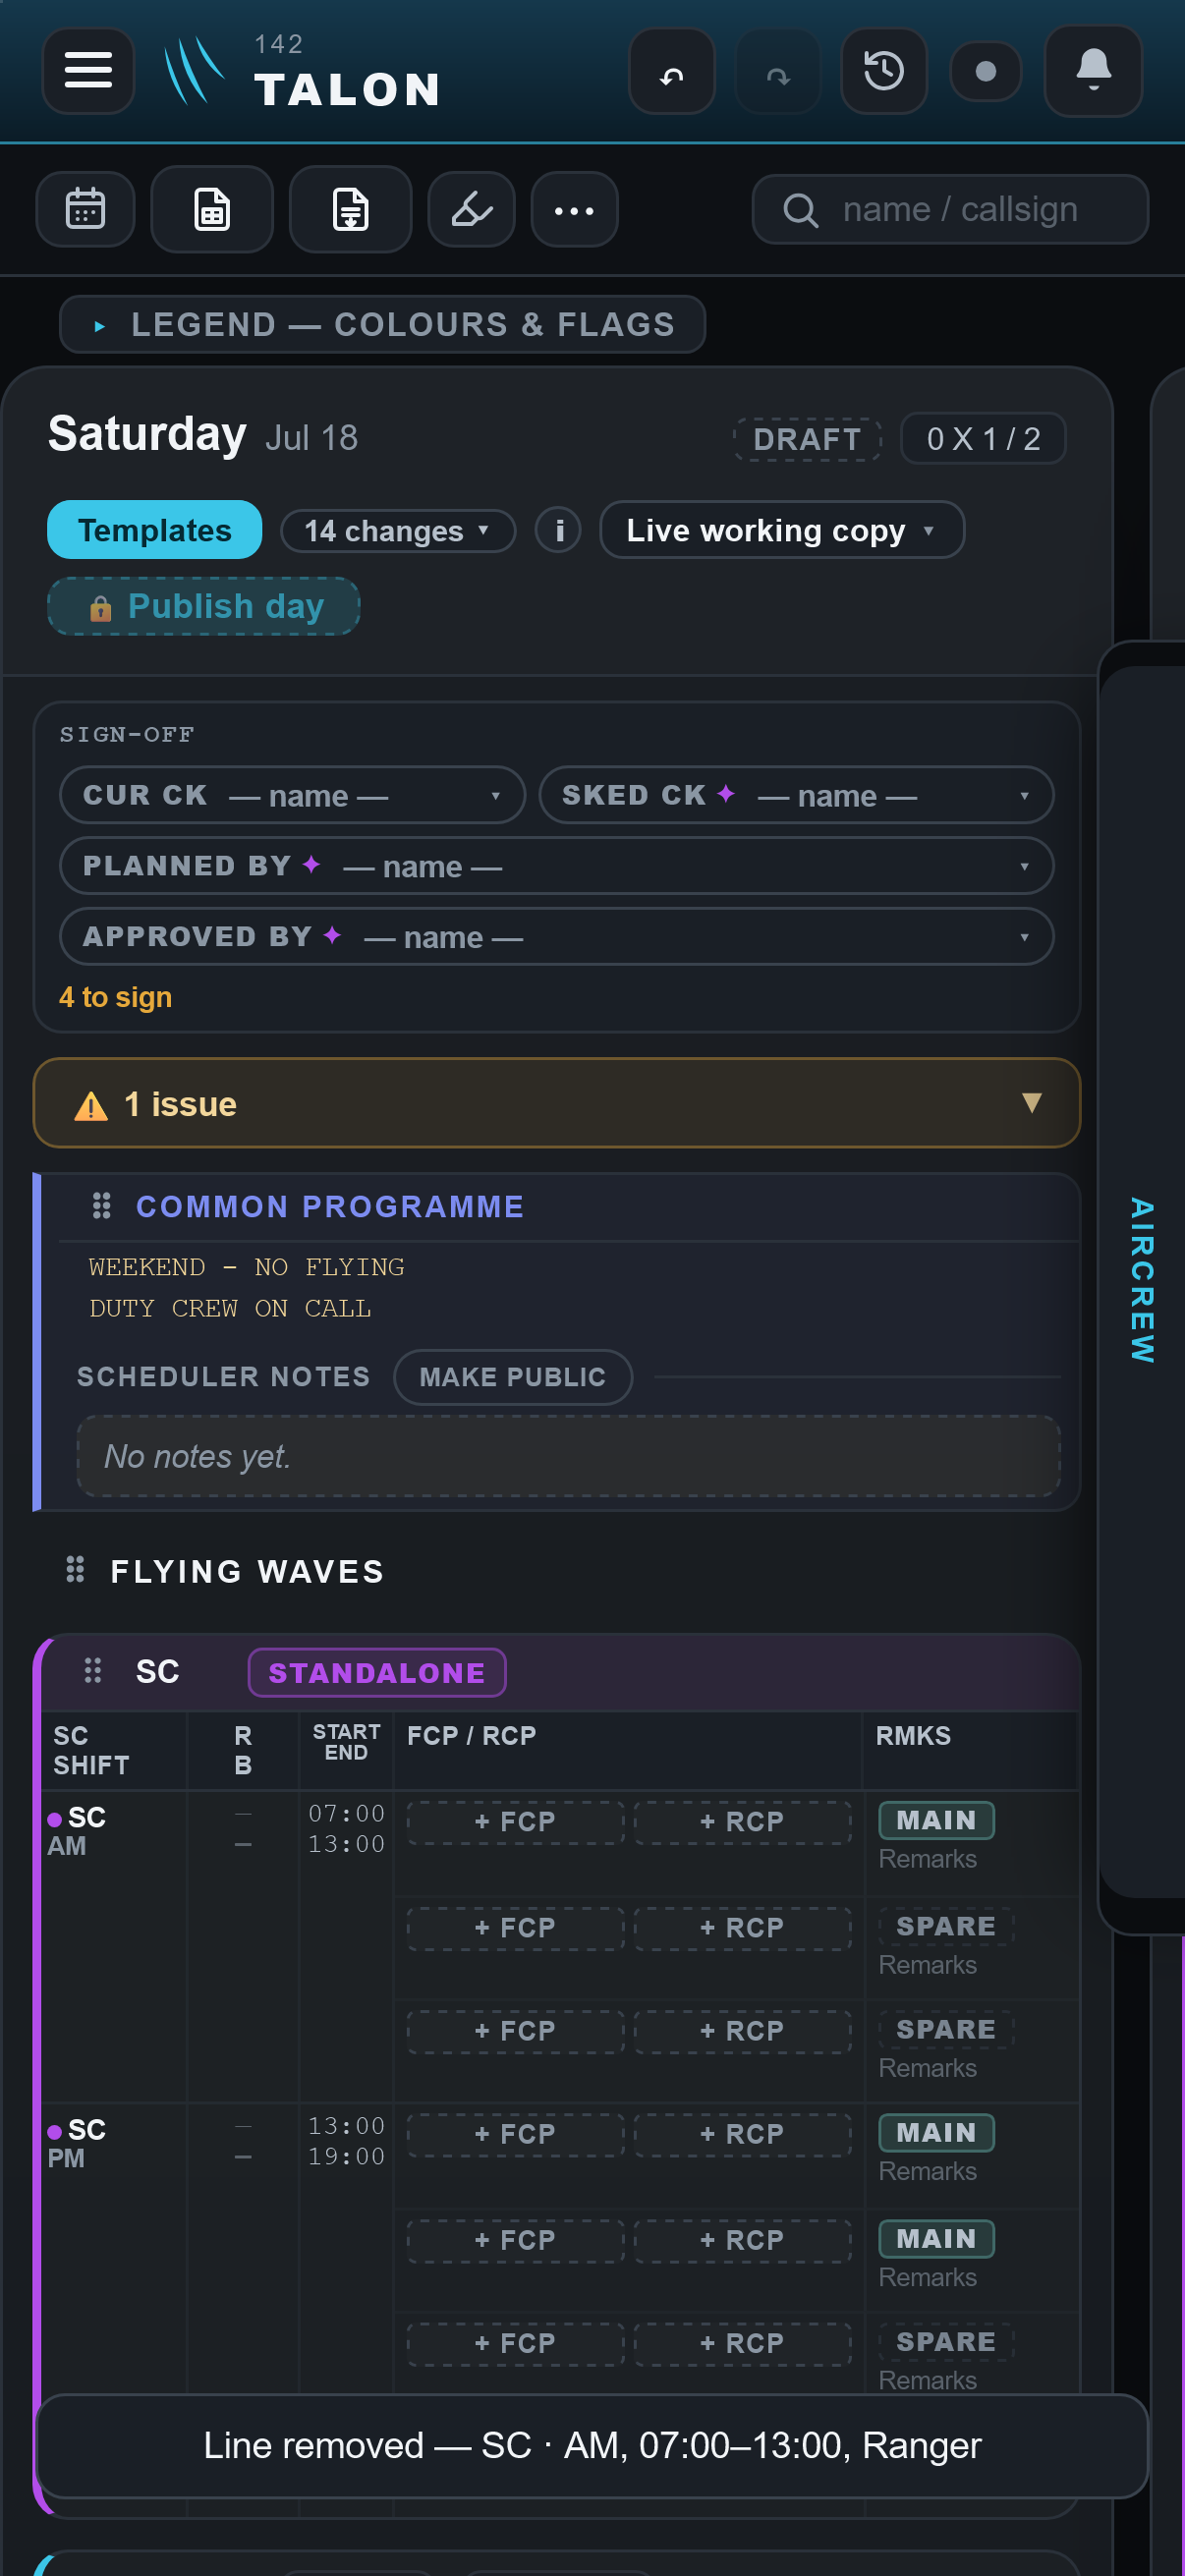 142
TALON
name / callsign
▸ LEGEND — COLOURS & FLAGS
Saturday Jul 18
DRAFT
0 X 1 / 2
Templates
14 changes ▾
i
Live working copy ▾
🔒 Publish day
SIGN-OFF
CUR CK — name — ▾
SKED CK ✦ — name — ▾
PLANNED BY ✦ — name — ▾
APPROVED BY ✦ — name — ▾
4 to sign
⚠️ 1 issue ▼
COMMON PROGRAMME
WEEKEND – NO FLYING
DUTY CREW ON CALL
SCHEDULER NOTES MAKE PUBLIC
No notes yet.
AIRCREW
FLYING WAVES
SC STANDALONE
SC SHIFT
R B
START END
FCP / RCP
RMKS
SC AM
—
—
07:00
13:00
+ FCP + RCP MAIN
Remarks
+ FCP + RCP SPARE
Remarks
+ FCP + RCP SPARE
Remarks
SC PM
—
—
13:00
19:00
+ FCP + RCP MAIN
Remarks
+ FCP + RCP MAIN
Remarks
+ FCP + RCP SPARE
Remarks
Line removed — SC · AM, 07:00–13:00, Ranger